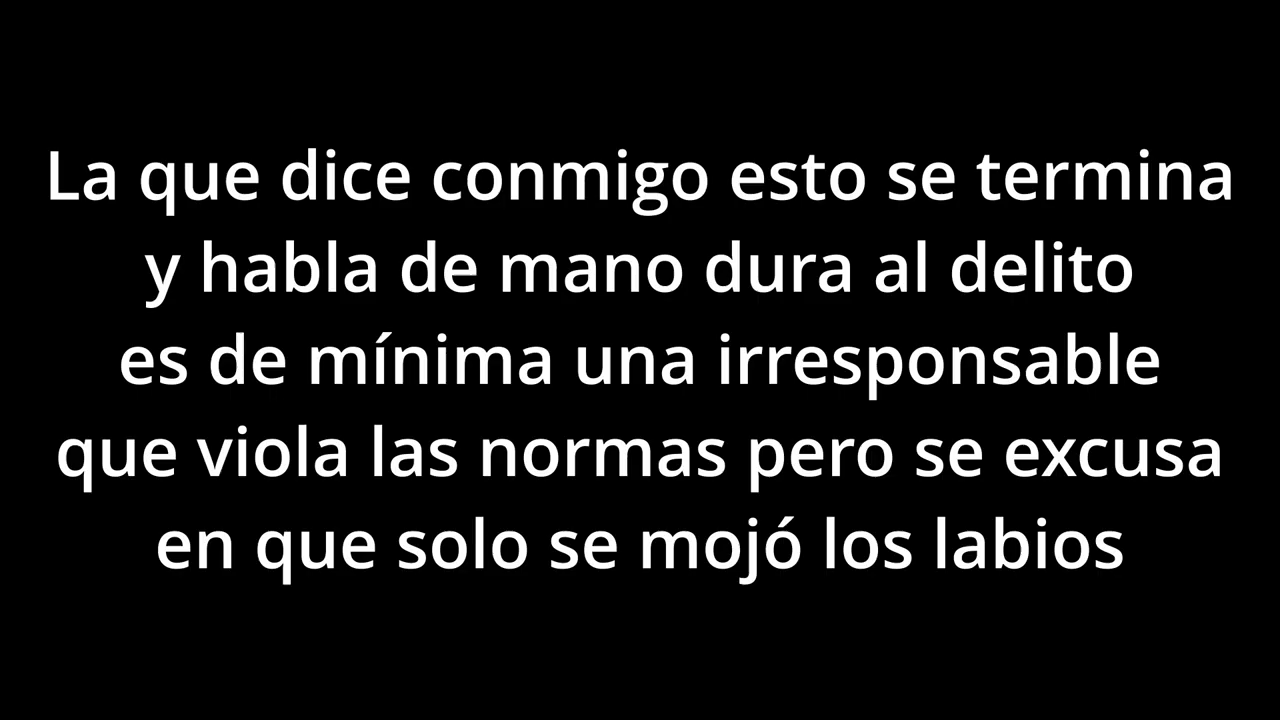 La que dice conmigo esto se termina
y habla de mano dura al delito
es de mínima una irresponsable
que viola las normas pero se excusa
en que solo se mojó los labios